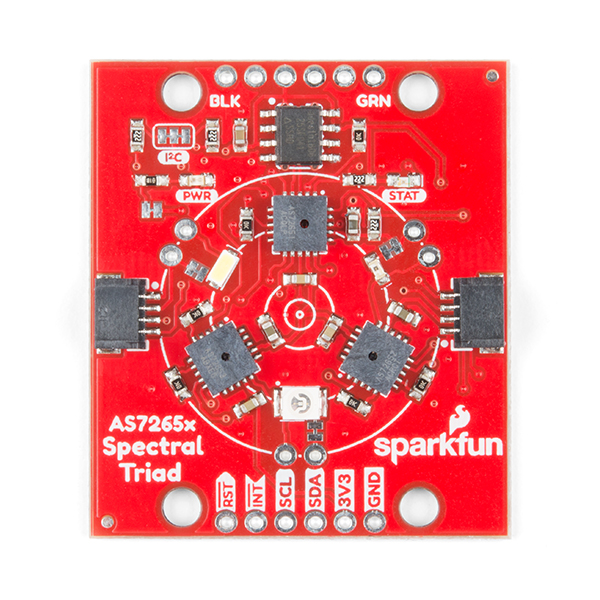 BLK
GRN
I²C
PWR
STAT
AS7265x
Spectral
Triad
sparkfun
RST
INT
SCL
SDA
3V3
GND